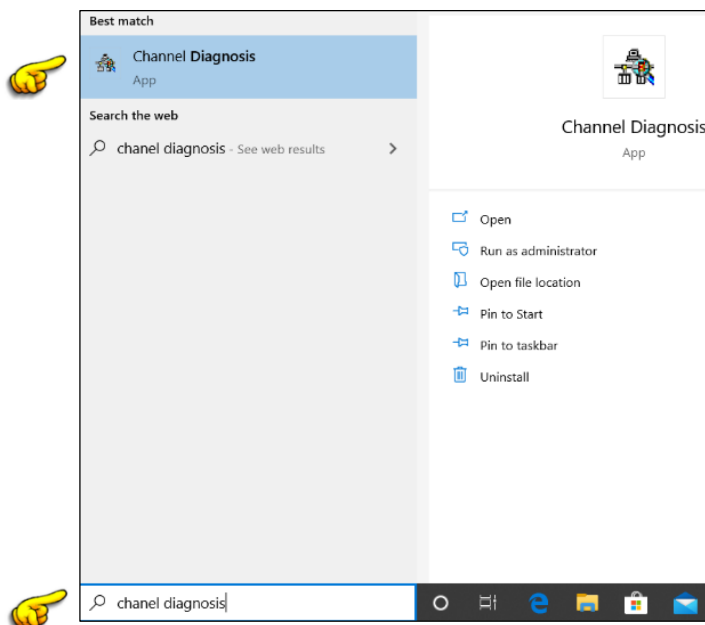 Best match
Channel Diagnosis
App
Search the web
chanel diagnosis - See web results
Channel Diagnosis
App
Open
Run as administrator
Open file location
Pin to Start
Pin to taskbar
Uninstall
chanel diagnosis